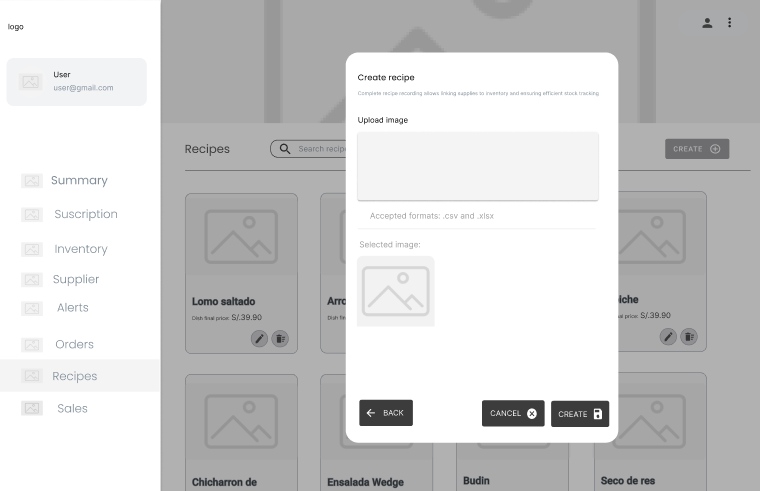 logo
User
user@gmail.com
Summary
Suscription
Inventory
Supplier
Alerts
Orders
Recipes
Sales
Recipes
Search recip
CREATE
Lomo saltado
Dish final price: S/.39.90
Arro
Dish fin
iche
al price: S/.39.90
Chicharron de
Ensalada Wedge
Budin
Seco de res
Create recipe
Complete recipe recording allows linking supplies to inventory and ensuring efficient stock tracking
Upload image
Accepted formats: .csv and .xlsx
Selected image:
BACK
CANCEL
CREATE